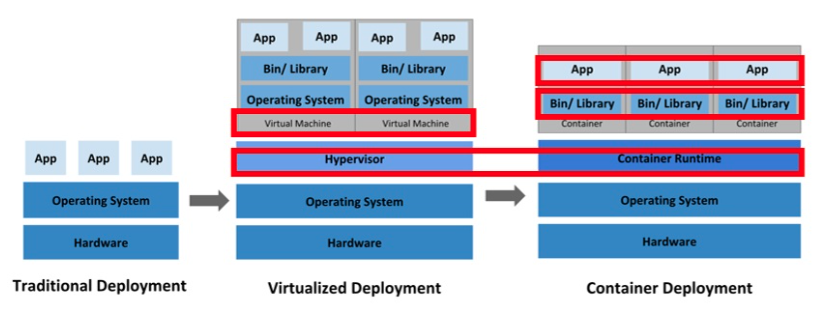 App App App
Operating System
Hardware
Traditional Deployment
App App App App
Bin/ Library Bin/ Library
Operating System Operating System
Virtual Machine Virtual Machine
Hypervisor
Operating System
Hardware
Virtualized Deployment
App App App
Bin/ Library Bin/ Library Bin/ Library
Container Container Container
Container Runtime
Operating System
Hardware
Container Deployment